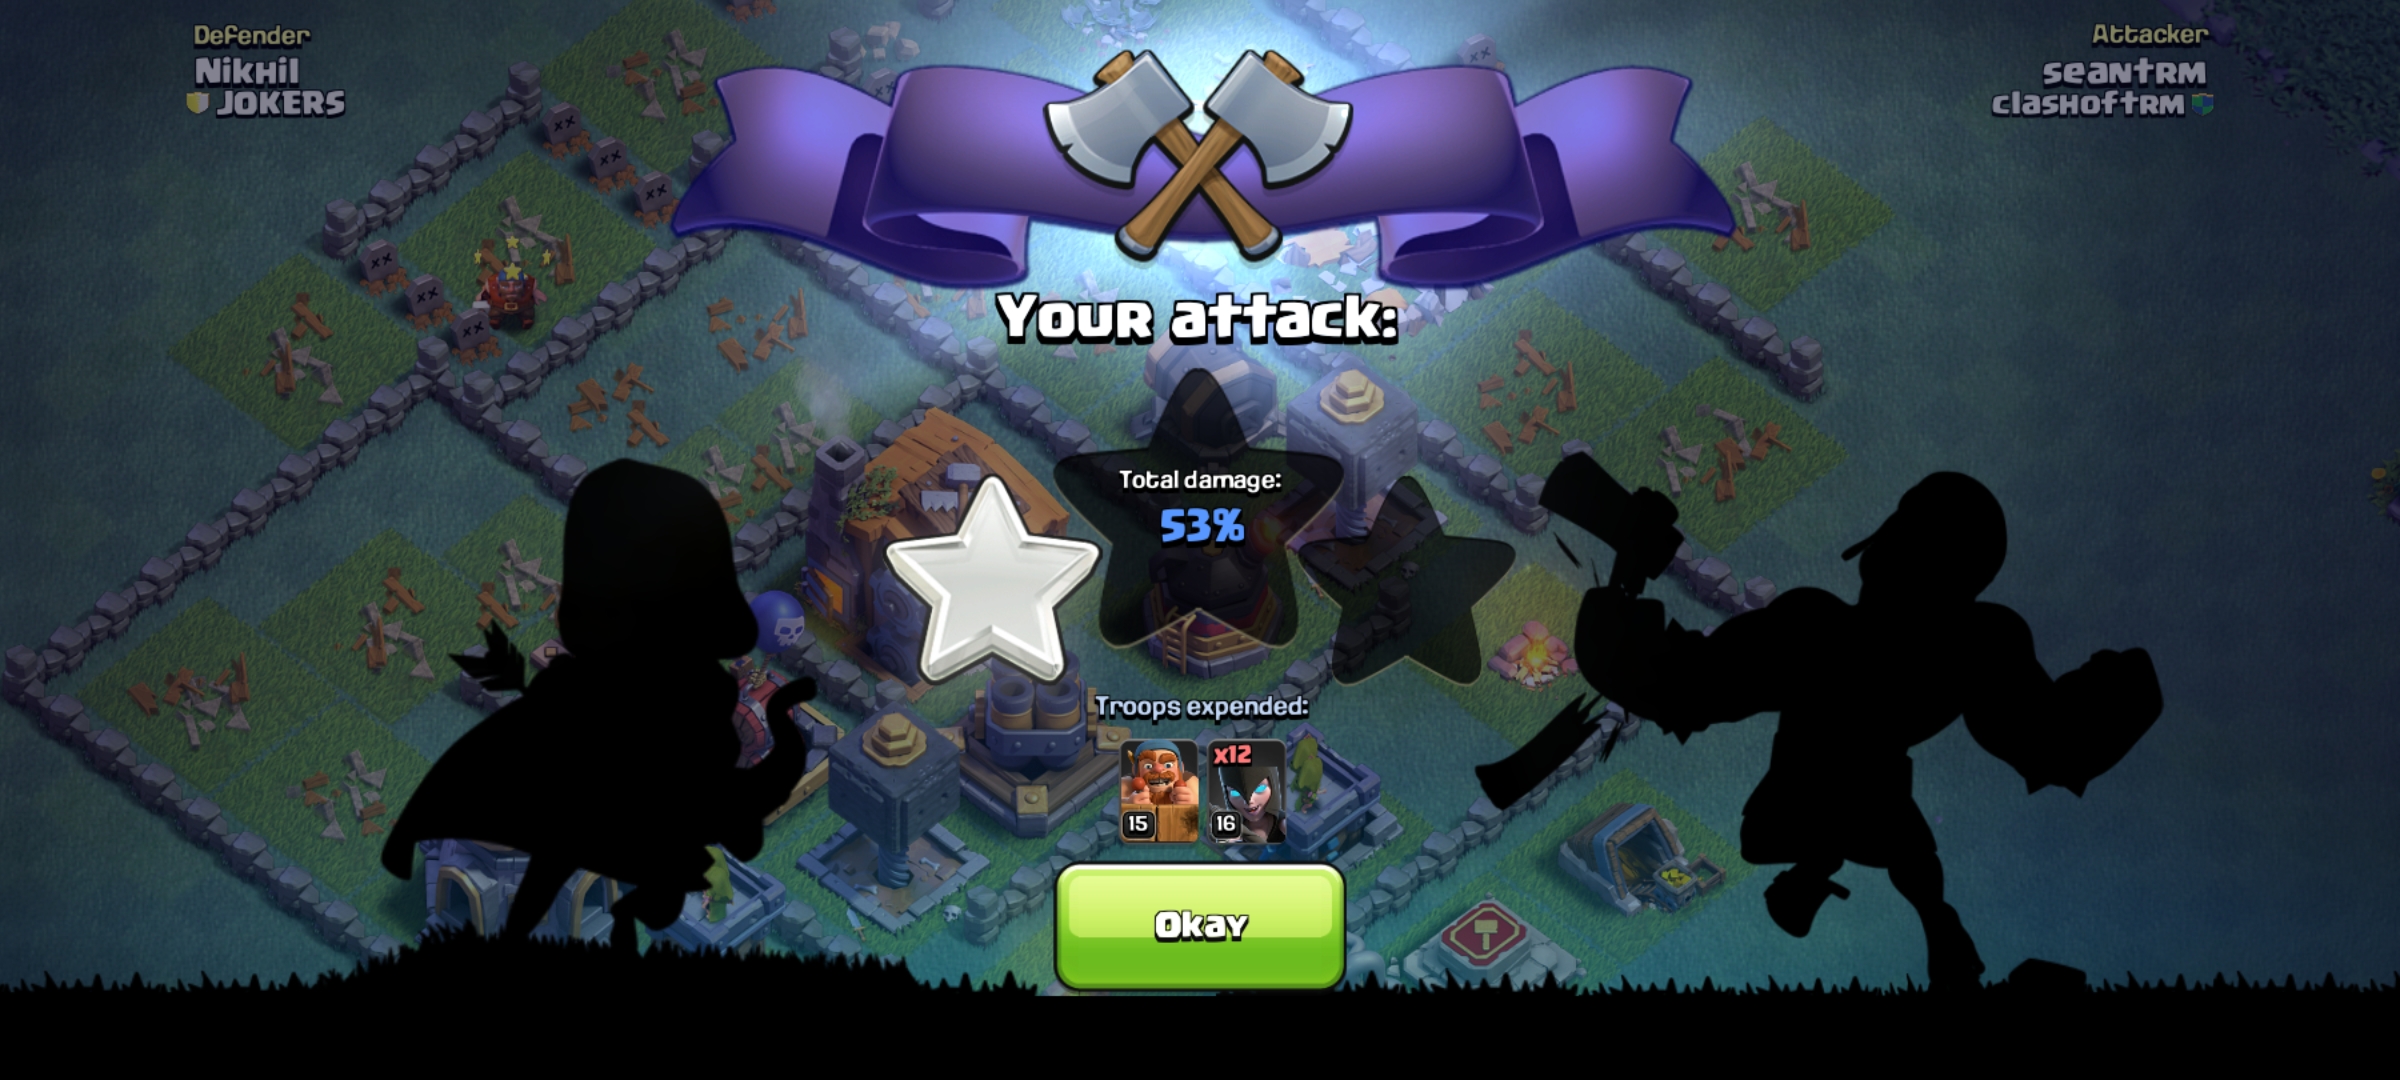 Defender
Nikhil
JOKERS
Attacker
seantRM
clashoftRM
Your attack:
Total damage:
53%
Troops expended:
x12
15
16
Okay